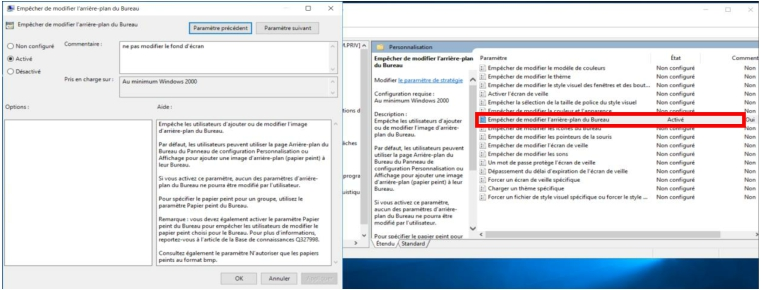 Empêcher de modifier l'arrière-plan du Bureau
Empêcher de modifier l'arrière-plan du Bureau
Paramètre précédent
Paramètre suivant
Non configuré
Activé
Désactivé
Commentaire :
ne pas modifier le fond d'écran
Pris en charge sur :
Au minimum Windows 2000
Options :
Aide :
Empêche les utilisateurs d'ajouter ou de modifier l'image
d'arrière-plan du Bureau.
Par défaut, les utilisateurs peuvent utiliser la page Arrière-plan du
Bureau du Panneau de configuration Personnalisation ou
Affichage pour ajouter une image d'arrière-plan (papier peint) à
leur Bureau.
Si vous activez ce paramètre, aucun des paramètres d'arrière-
plan du Bureau ne pourra être modifié par l'utilisateur.
Pour spécifier le papier peint pour un groupe, utilisez le
paramètre Papier peint du Bureau.
Remarque : vous devez également activer le paramètre Papier
peint du Bureau pour empêcher les utilisateurs de modifier le
papier peint choisi pour le Bureau. Pour plus d'informations,
reportez-vous à l'article de la Base de connaissances Q327998.
Consultez également le paramètre N'autoriser que les papiers
peints au format bmp.
OK
Annuler
Personnalisation
Empêcher de modifier l'arrière-plan
du Bureau
Modifier le paramètre de stratégie
Configuration requise :
Au minimum Windows 2000
Description :
Empêche les utilisateurs d'ajouter
ou de modifier l'image d'arrière-
plan du Bureau.
Par défaut, les utilisateurs peuvent
utiliser la page Arrière-plan du
Bureau du Panneau de
configuration Personnalisation ou
Affichage pour ajouter une image
d'arrière-plan (papier peint) à leur
Bureau.
Si vous activez ce paramètre,
aucun des paramètres d'arrière-
plan du Bureau ne pourra être
modifié par l'utilisateur.
Pour spécifier le papier peint pour
Étendu / Standard
Paramètre État Comment
Empêcher de modifier le modèle de couleurs Non configuré Non
Empêcher de modifier le thème Non configuré Non
Empêcher de modifier le style visuel des fenêtres et des bout... Non configuré Non
Activer l'écran de veille Non configuré Non
Empêcher la sélection de la taille de police du style visuel Non configuré Non
Empêcher de modifier la couleur et l'apparence Non configuré Non
Empêcher de modifier l'arrière-plan du Bureau Activé Oui
Empêcher de modifier les icônes du Bureau Non configuré Non
Empêcher de modifier les pointeurs de la souris Non configuré Non
Empêcher de modifier l'écran de veille Non configuré Non
Empêcher de modifier les sons Non configuré Non
Un mot de passe protège l'écran de veille Non configuré Non
Dépassement du délai d'expiration de l'écran de veille Non configuré Non
Forcer un écran de veille spécifique Non configuré Non
Charger un thème spécifique Non configuré Non
Forcer un fichier de style visuel spécifique ou forcer le style ... Non configuré Non